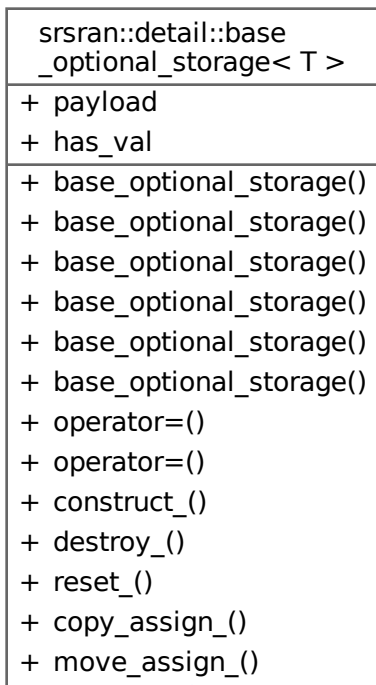 srsran::detail::base
_optional_storage< T >
+ payload
+ has_val
+ base_optional_storage()
+ base_optional_storage()
+ base_optional_storage()
+ base_optional_storage()
+ base_optional_storage()
+ base_optional_storage()
+ operator=()
+ operator=()
+ construct_()
+ destroy_()
+ reset_()
+ copy_assign_()
+ move_assign_()